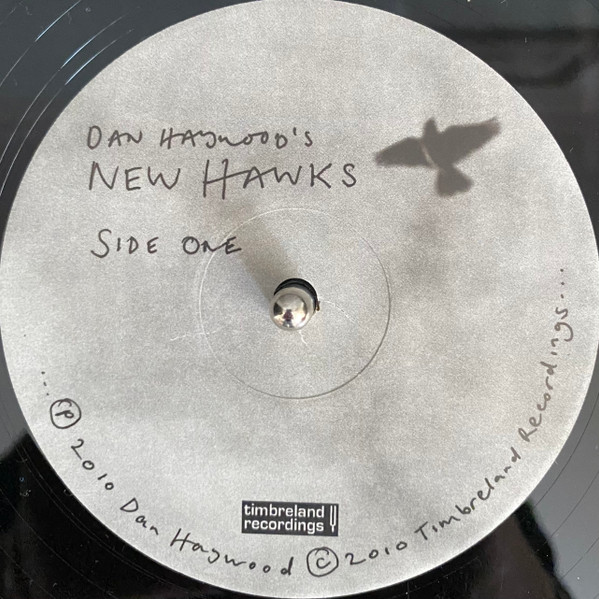 DAN HAYWOOD'S
NEW HAWKS
SIDE ONE
... ℗ 2010 Dan Haywood © 2010 Timbreland Recordings...
timbreland
recordings